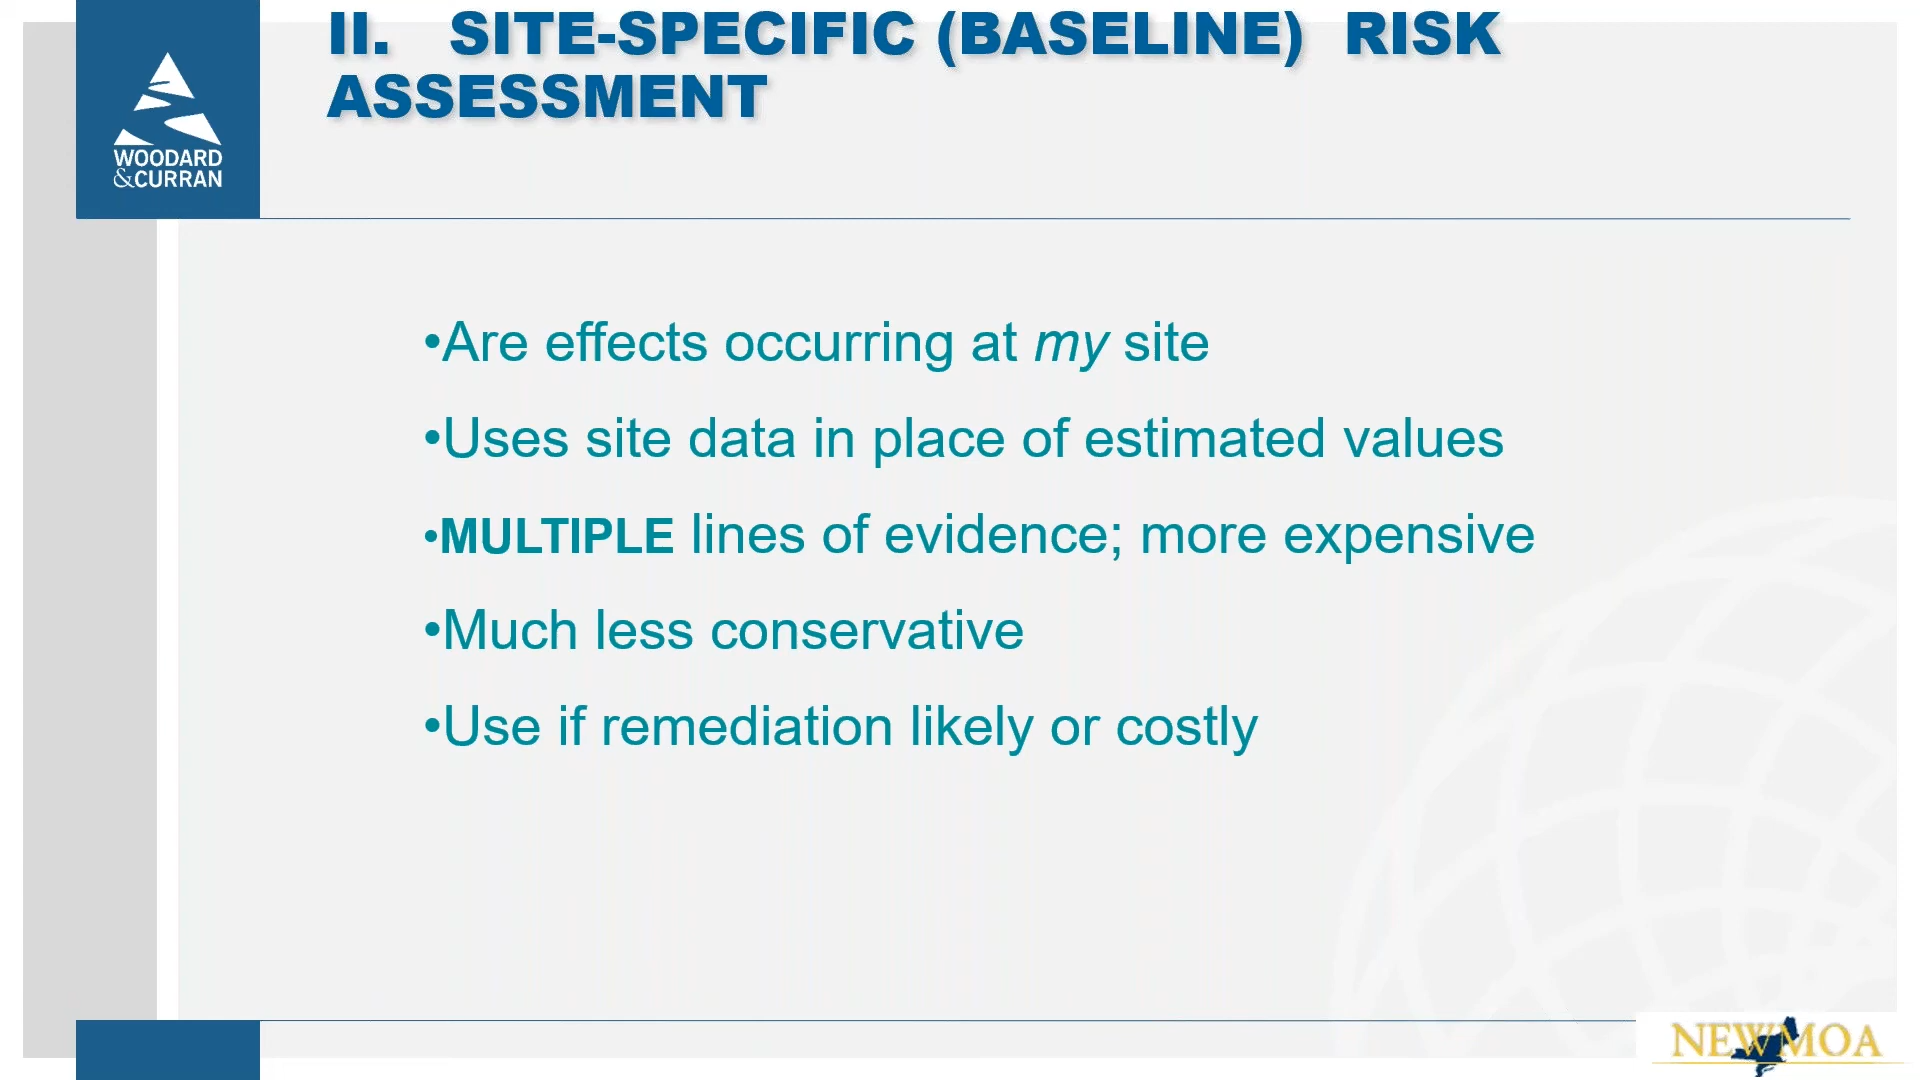 II. SITE-SPECIFIC (BASELINE) RISK
ASSESSMENT
WOODARD
&CURRAN
•Are effects occurring at my site
•Uses site data in place of estimated values
•MULTIPLE lines of evidence; more expensive
•Much less conservative
•Use if remediation likely or costly
NEWMOA